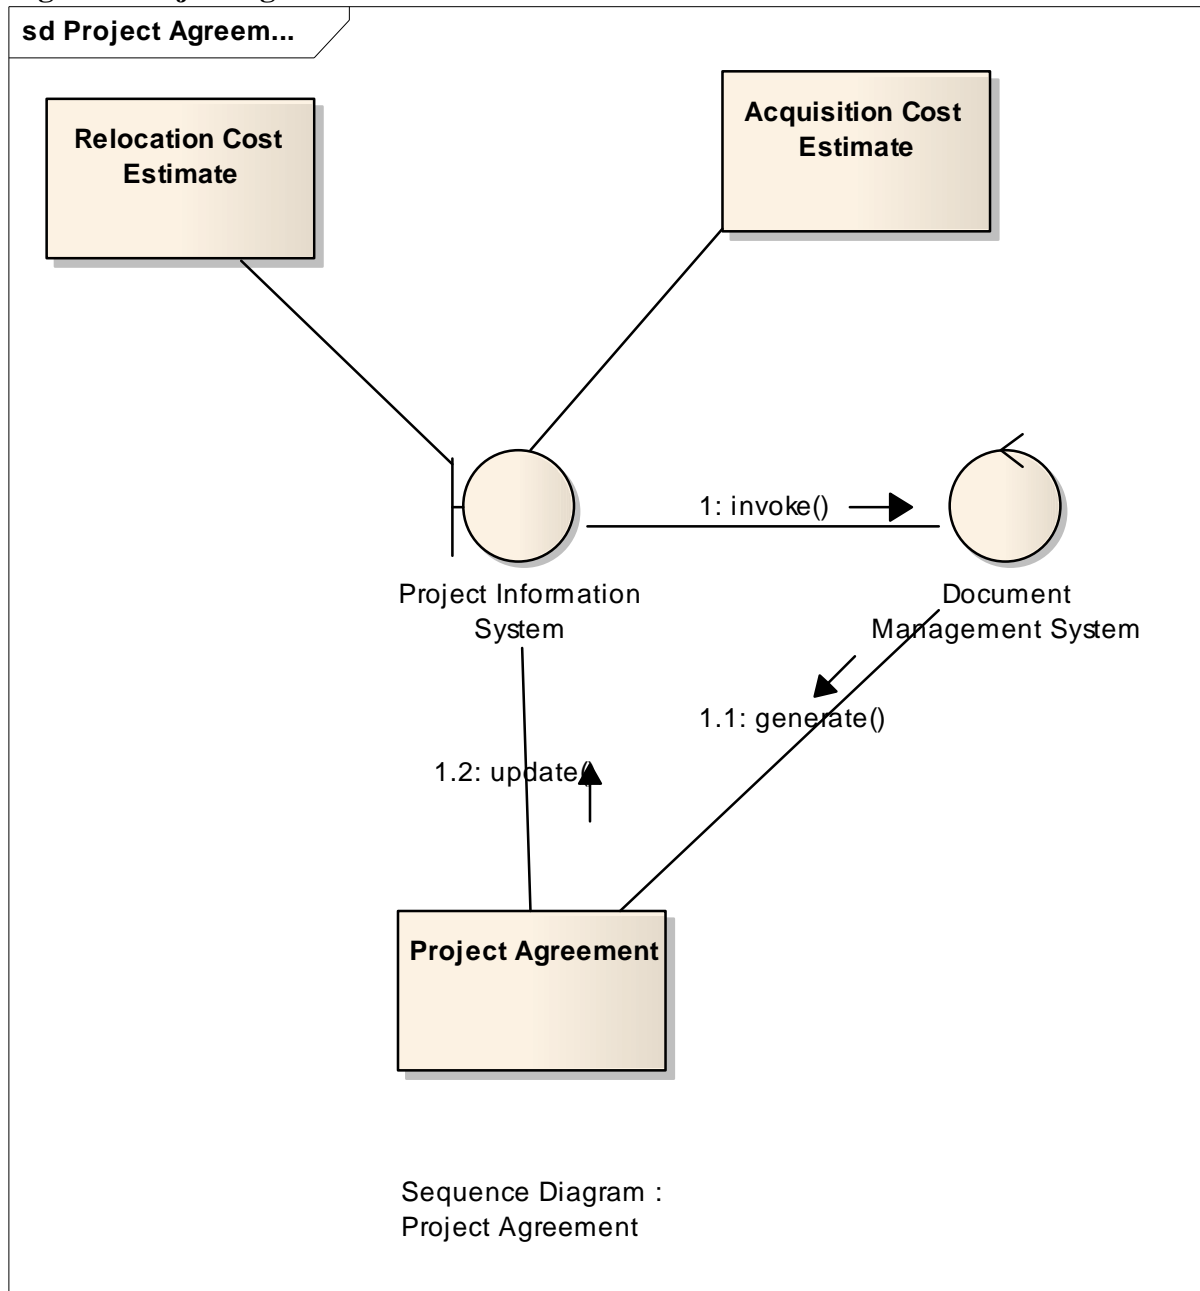 sd Project Agreem...
Relocation Cost
Estimate
Acquisition Cost
Estimate
1: invoke()
Project Information
System
Document
Management System
1.1: generate()
1.2: update()
Project Agreement
Sequence Diagram :
Project Agreement